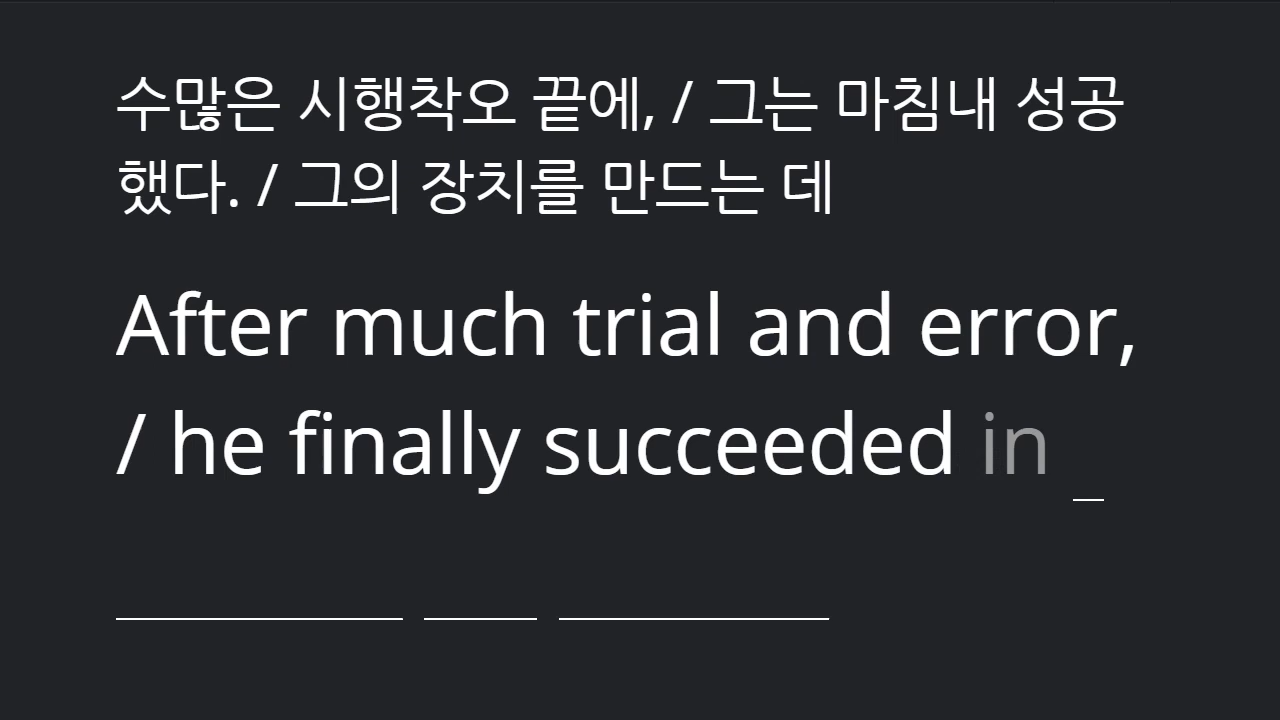 수많은 시행착오 끝에, / 그는 마침내 성공
했다. / 그의 장치를 만드는 데
After much trial and error,
/ he finally succeeded in